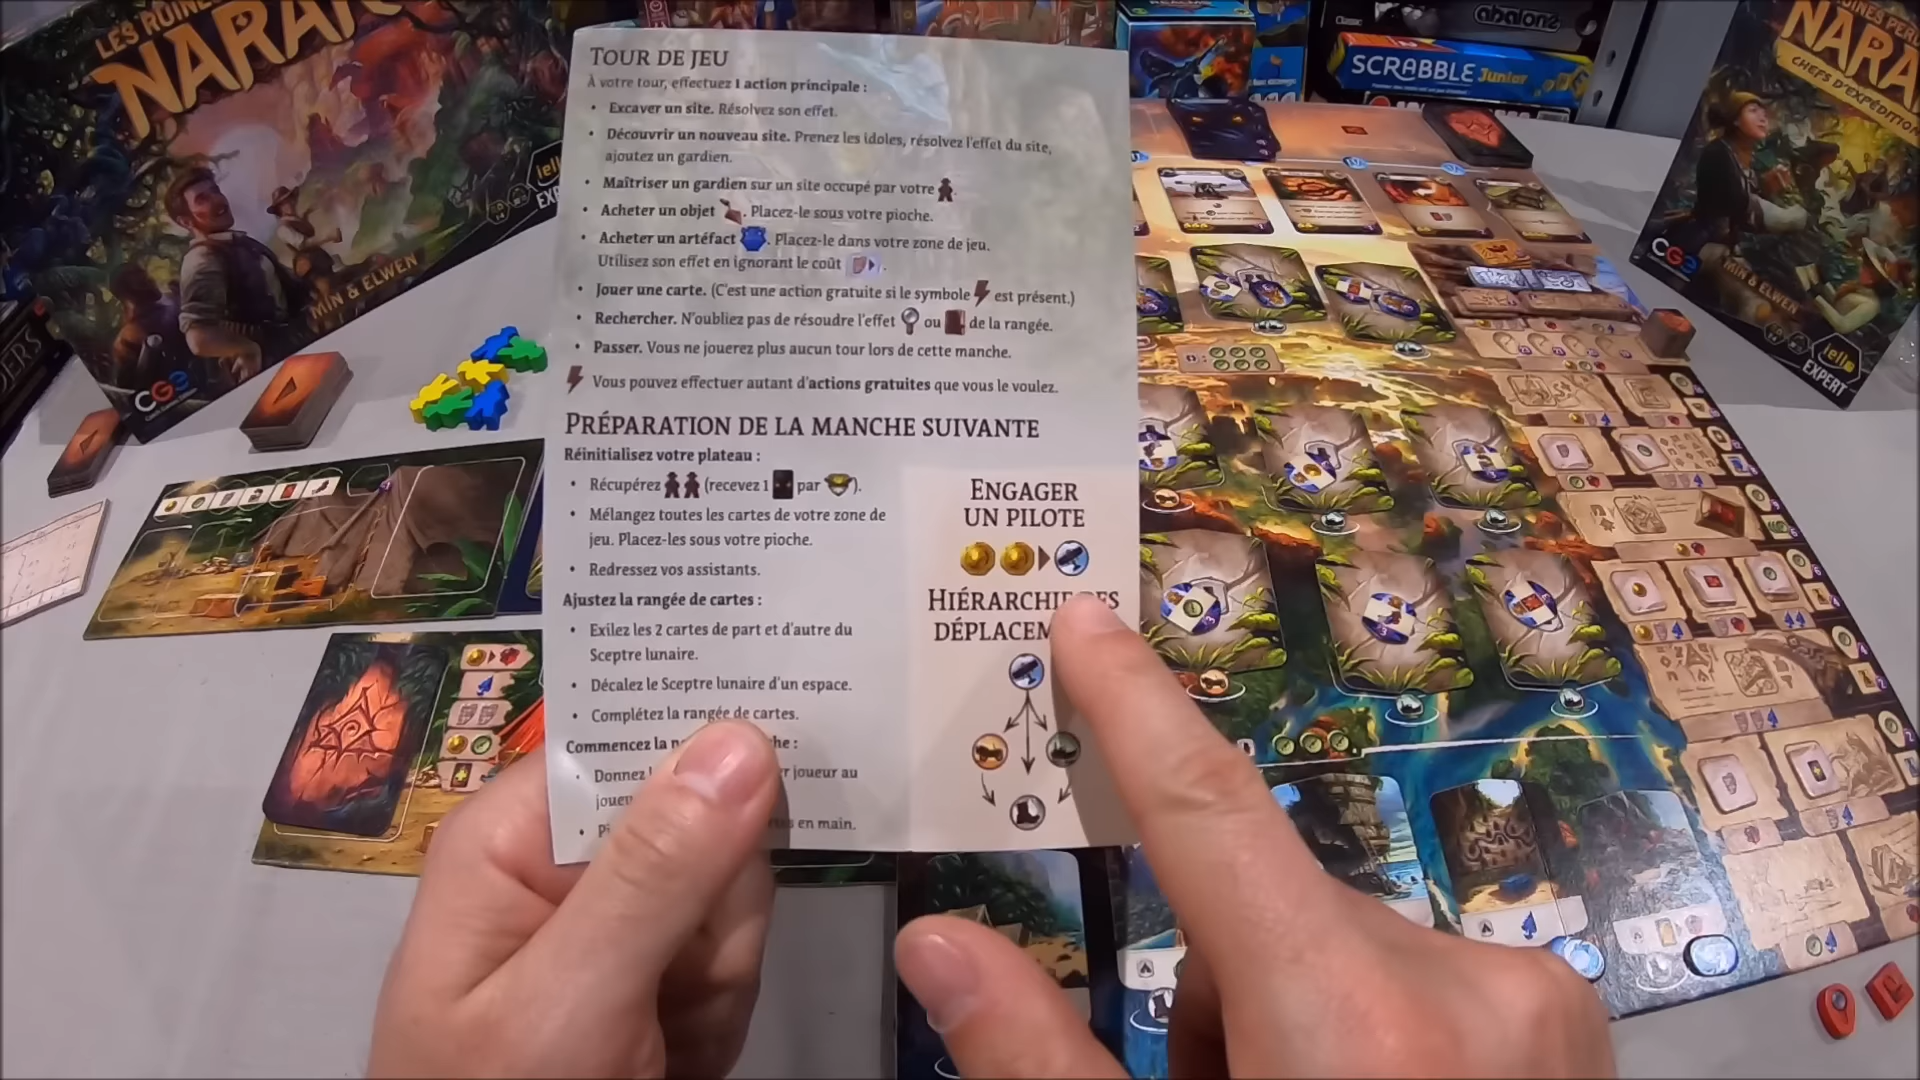 LES RUINES
NARA
MIN & ELWEN
CGE
iello
EXP
abalone
SCRABBLE Junior
NARA
CHEFS D'EXPÉDITION
CGE
MIN & ELWEN
iello
EXPERT
TOUR DE JEU
À votre tour, effectuez 1 action principale :
• Excaver un site. Résolvez son effet.
• Découvrir un nouveau site. Prenez les idoles, résolvez l'effet du site,
ajoutez un gardien.
• Maîtriser un gardien sur un site occupé par votre .
• Acheter un objet . Placez-le sous votre pioche.
• Acheter un artéfact . Placez-le dans votre zone de jeu.
Utilisez son effet en ignorant le coût .
• Jouer une carte. (C'est une action gratuite si le symbole est présent.)
• Rechercher. N'oubliez pas de résoudre l'effet ou de la rangée.
• Passer. Vous ne jouerez plus aucun tour lors de cette manche.
Vous pouvez effectuer autant d'actions gratuites que vous le voulez.
PRÉPARATION DE LA MANCHE SUIVANTE
Réinitialisez votre plateau :
• Récupérez (recevez 1 par ).
• Mélangez toutes les cartes de votre zone de
jeu. Placez-les sous votre pioche.
• Redressez vos assistants.
Ajustez la rangée de cartes :
• Exilez les 2 cartes de part et d'autre du
Sceptre lunaire.
• Décalez le Sceptre lunaire d'un espace.
• Complétez la rangée de cartes.
Commencez la
• Donnez joueur au
• en main.
ENGAGER
UN PILOTE
HIÉRARCHIE
DÉPLACEM